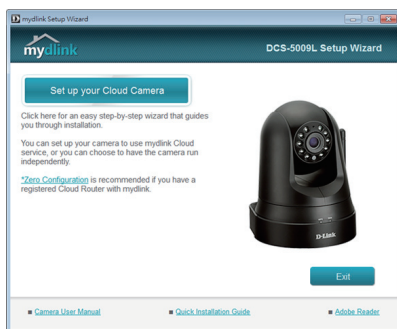 mydlink Setup Wizard
mydlink
DCS-5009L Setup Wizard
Set up your Cloud Camera
Click here for an easy step-by-step wizard that guides
you through installation.
You can set up your camera to use mydlink Cloud
service, or you can choose to have the camera run
independently.
*Zero Configuration is recommended if you have a
registered Cloud Router with mydlink.
D-Link
Exit
Camera User Manual
Quick Installation Guide
Adobe Reader